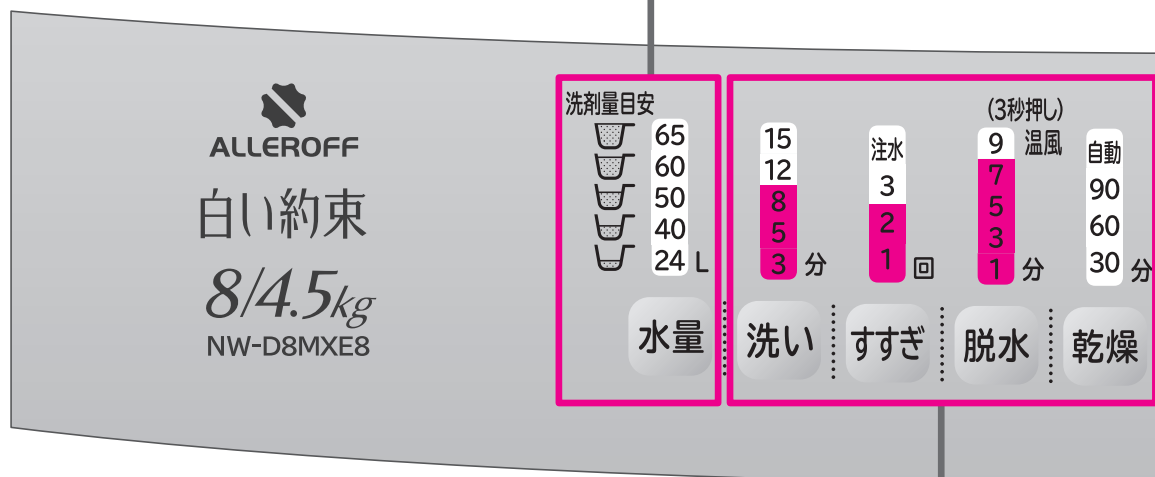 ALLEROFF
白い約束
8/4.5kg
NW-D8MXE8
洗剤量目安
65
60
50
40
24 L
水量
15
12
8
5
3 分
洗い
注水
3
2
1 回
すすぎ
(3秒押し)
9 温風
7
5
3
1 分
脱水
自動
90
60
30 分
乾燥